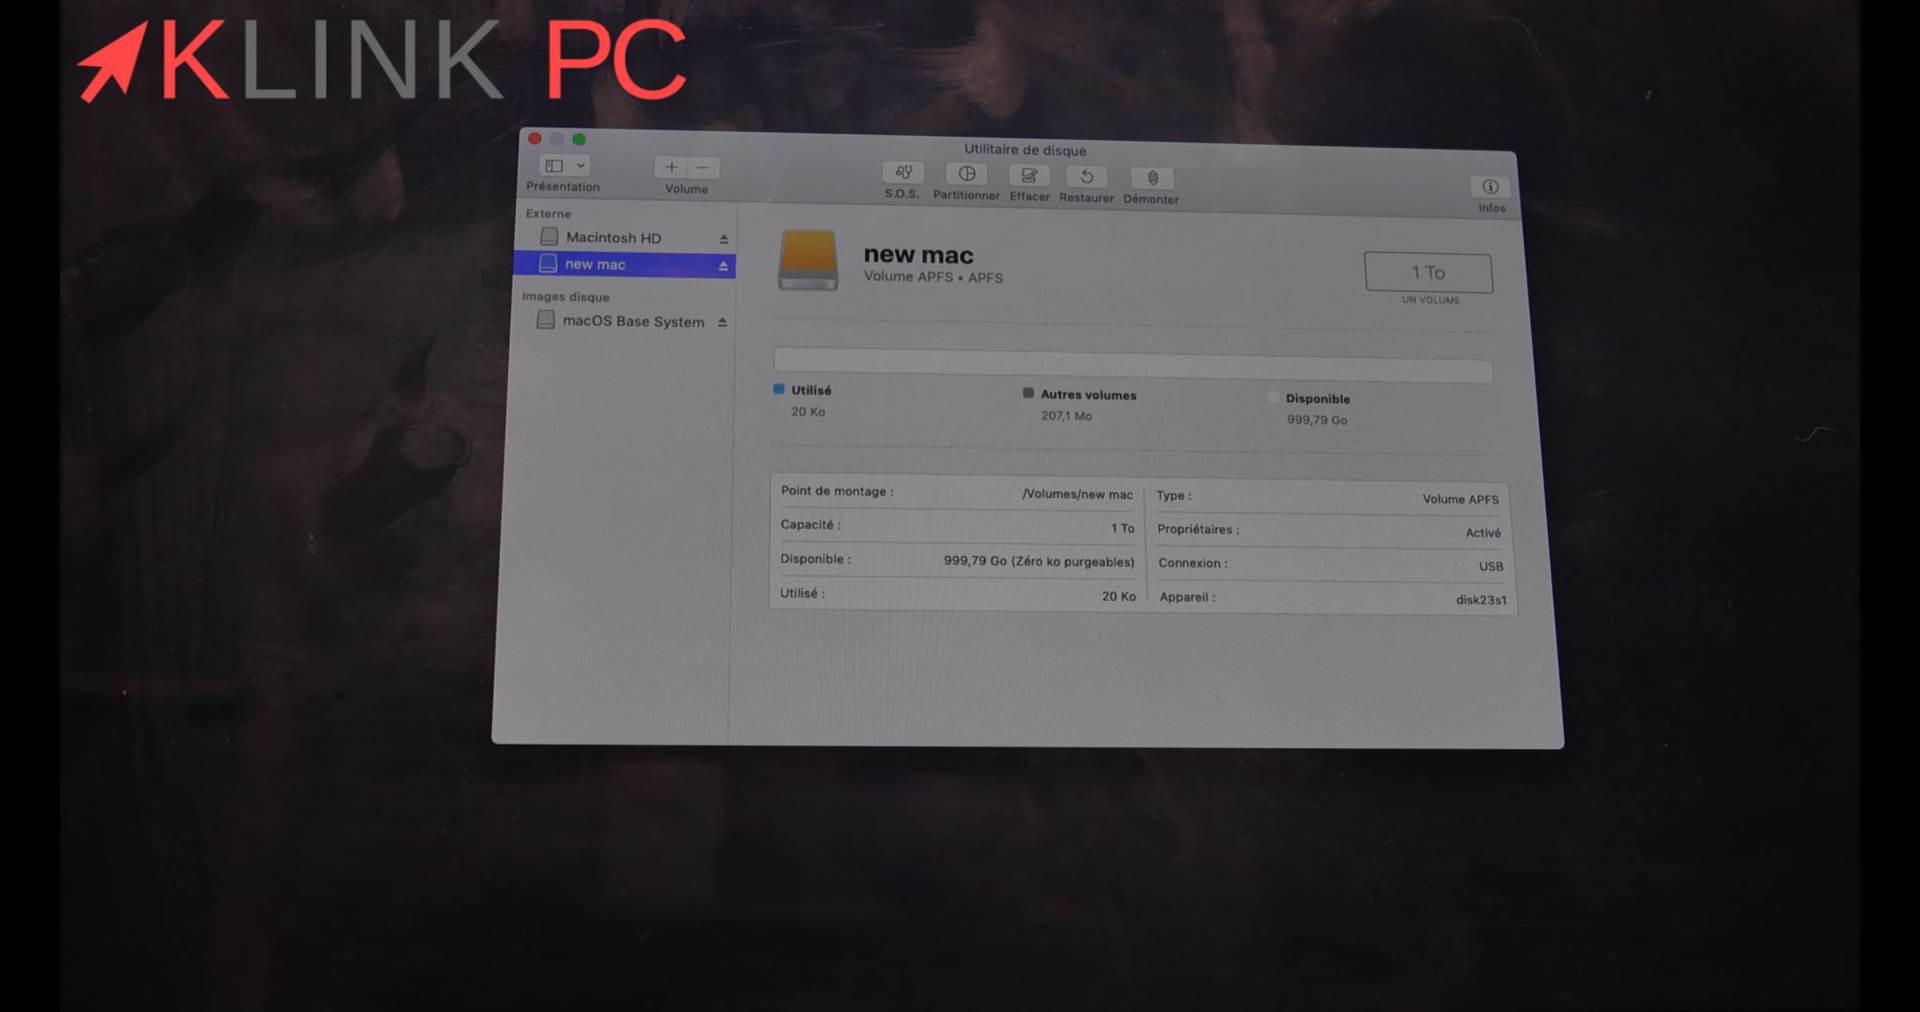 KLINK PC
Utilitaire de disque
Présentation
Volume
S.O.S.
Partitionner
Effacer
Restaurer
Démonter
Infos
Externe
Macintosh HD
new mac
Images disque
macOS Base System
new mac
Volume APFS • APFS
1 To
UN VOLUME
Utilisé
20 Ko
Autres volumes
207,1 Mo
Disponible
999,79 Go
Point de montage : /Volumes/new mac
Capacité : 1 To
Disponible : 999,79 Go (Zéro ko purgeables)
Utilisé : 20 Ko
Type : Volume APFS
Propriétaires : Activé
Connexion : USB
Appareil : disk23s1